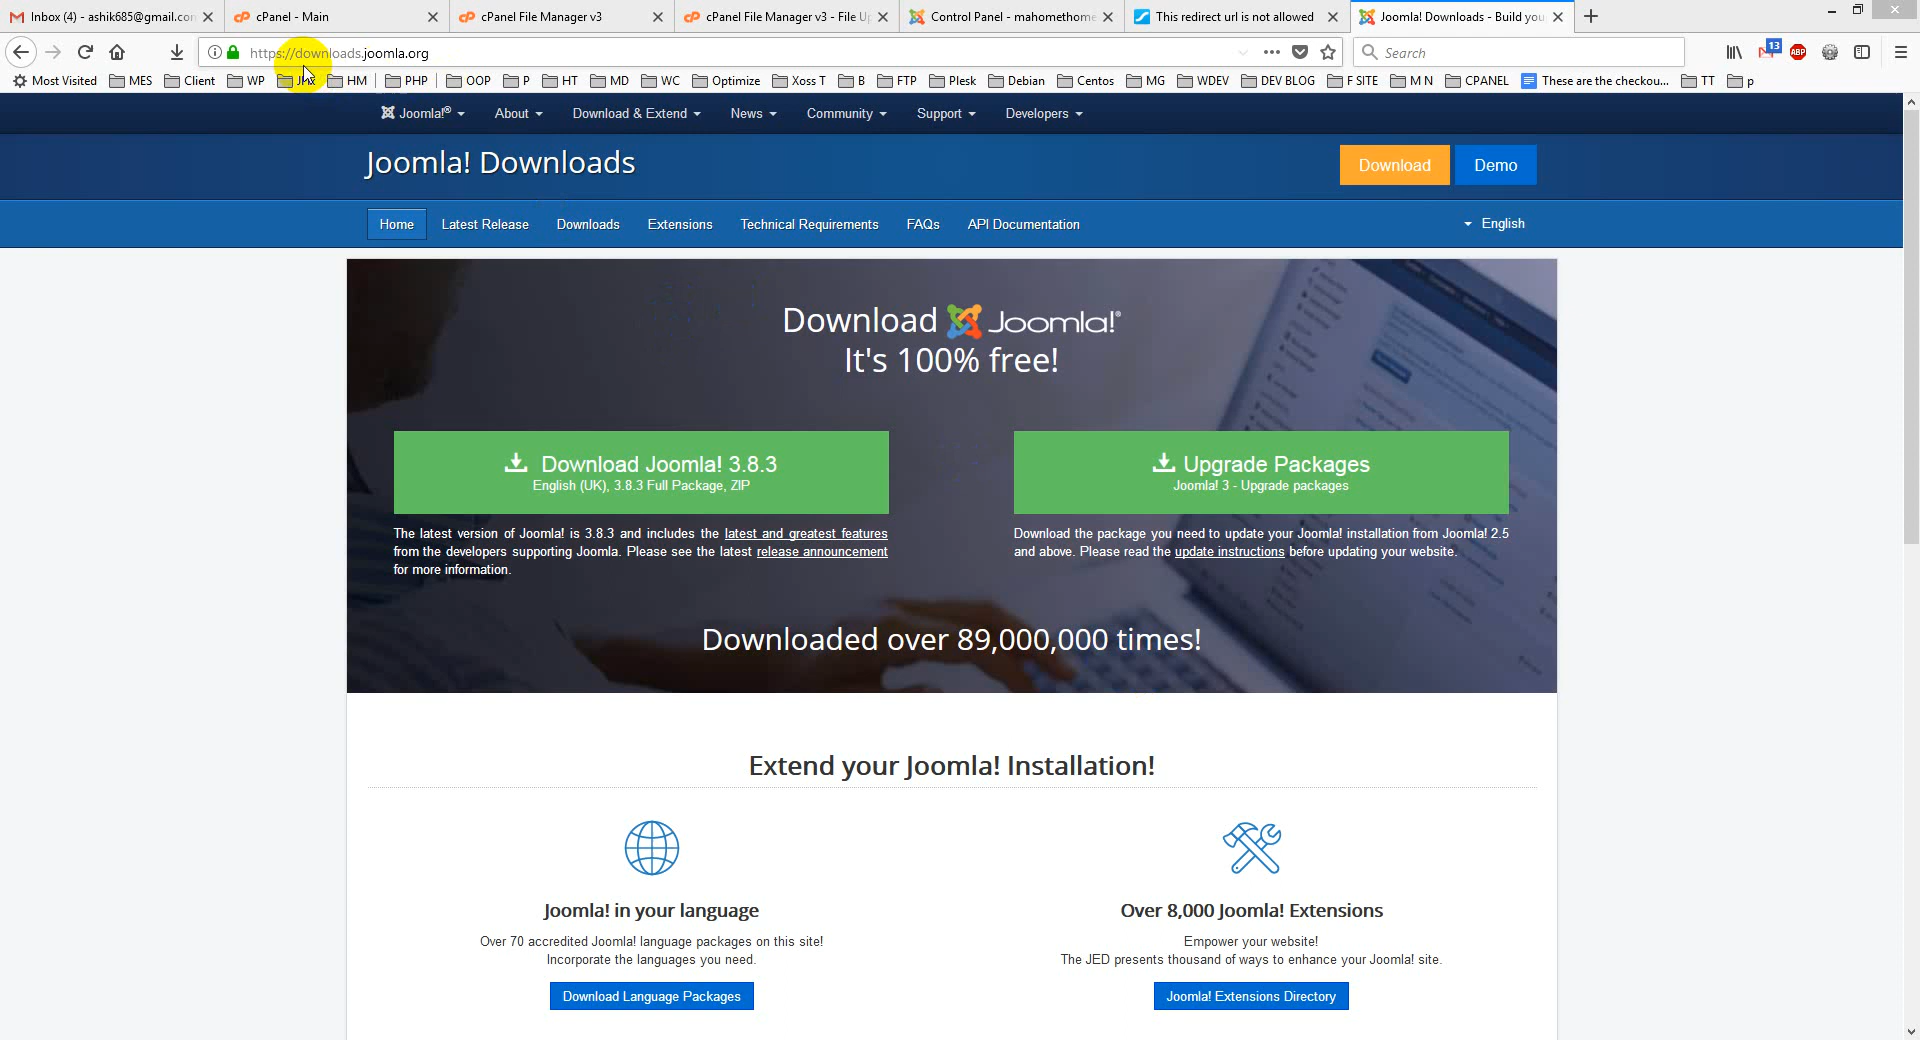 Inbox (4) - ashik685@gmail.con
cPanel - Main
cPanel File Manager v3
cPanel File Manager v3 - File Up
Control Panel - mahomethome
This redirect url is not allowed
Joomla! Downloads - Build you
https://downloads.joomla.org
Search
13
ABP
Most Visited MES Client WP HM PHP OOP P HT MD WC Optimize Xoss T B FTP Plesk Debian Centos MG WDEV DEV BLOG F SITE M N CPANEL These are the checkou... TT p
Joomla!® About Download & Extend News Community Support Developers
Joomla! Downloads
Download Demo
Home Latest Release Downloads Extensions Technical Requirements FAQs API Documentation English
Download Joomla!®
It's 100% free!
Download Joomla! 3.8.3
English (UK), 3.8.3 Full Package, ZIP
The latest version of Joomla! is 3.8.3 and includes the latest and greatest features
from the developers supporting Joomla. Please see the latest release announcement
for more information.
Upgrade Packages
Joomla! 3 - Upgrade packages
Download the package you need to update your Joomla! installation from Joomla! 2.5
and above. Please read the update instructions before updating your website.
Downloaded over 89,000,000 times!
Extend your Joomla! Installation!
Joomla! in your language
Over 70 accredited Joomla! language packages on this site!
Incorporate the languages you need.
Download Language Packages
Over 8,000 Joomla! Extensions
Empower your website!
The JED presents thousand of ways to enhance your Joomla! site.
Joomla! Extensions Directory